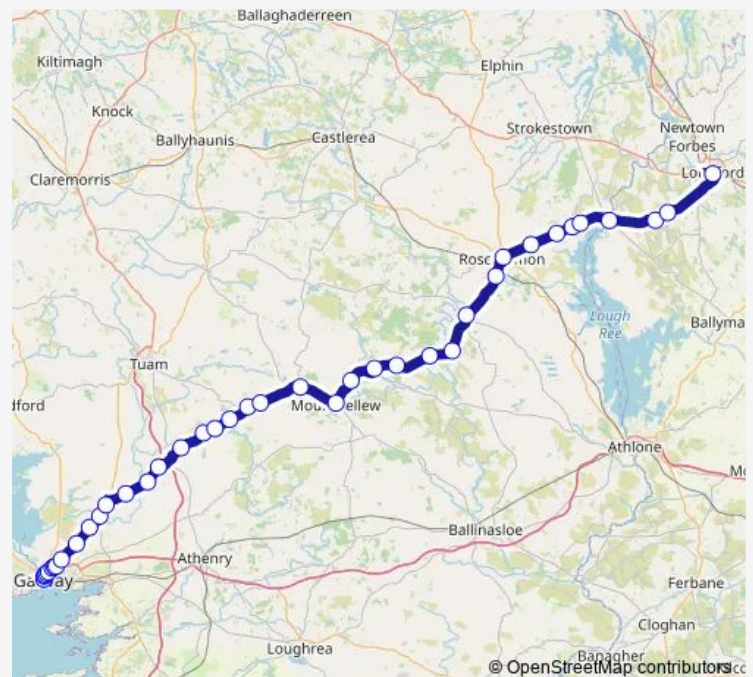 Ballaghaderreen
Kiltimagh
Elphin
Knock
Strokestown
Newtown
Forbes
Ballyhaunis
Castlerea
Claremorris
Lough
Ree
Ballyma
Tuam
dford
Athlone
Mo
Ballinasloe
Athenry
Ferbane
Cloghan
Loughrea
Banagher
© OpenStreetMap contributors